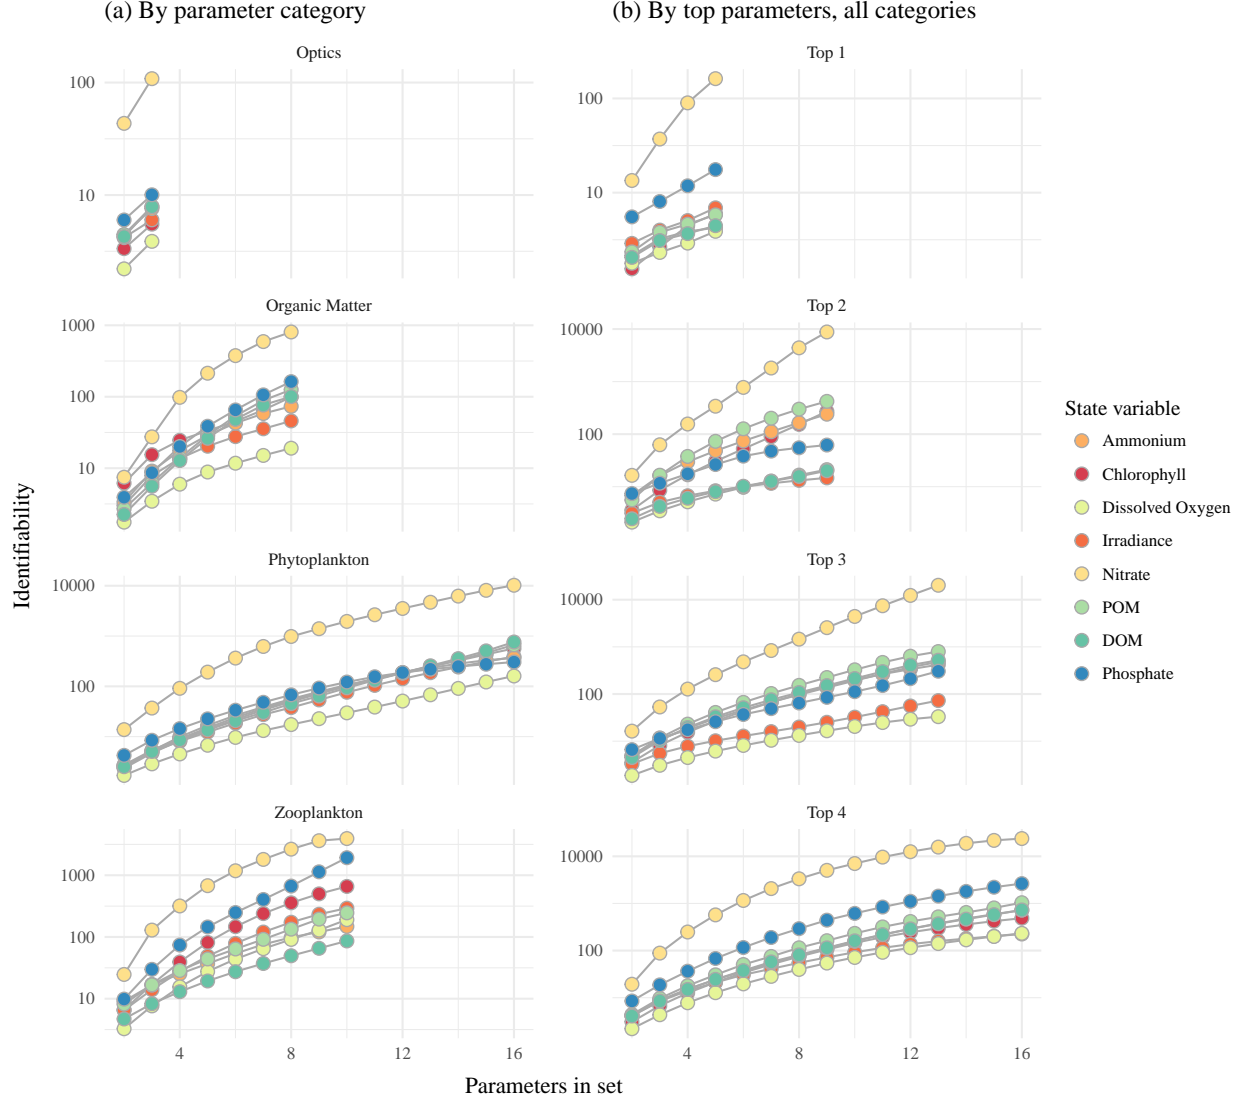 (a) By parameter category
(b) By top parameters, all categories
Optics
100
10
Top 1
100
10
Organic Matter
1000
100
10
Top 2
10000
100
Phytoplankton
10000
100
Top 3
10000
100
Zooplankton
1000
100
10
4 8 12 16
Top 4
10000
100
4 8 12 16
Identifiability
Parameters in set
State variable
Ammonium
Chlorophyll
Dissolved Oxygen
Irradiance
Nitrate
POM
DOM
Phosphate